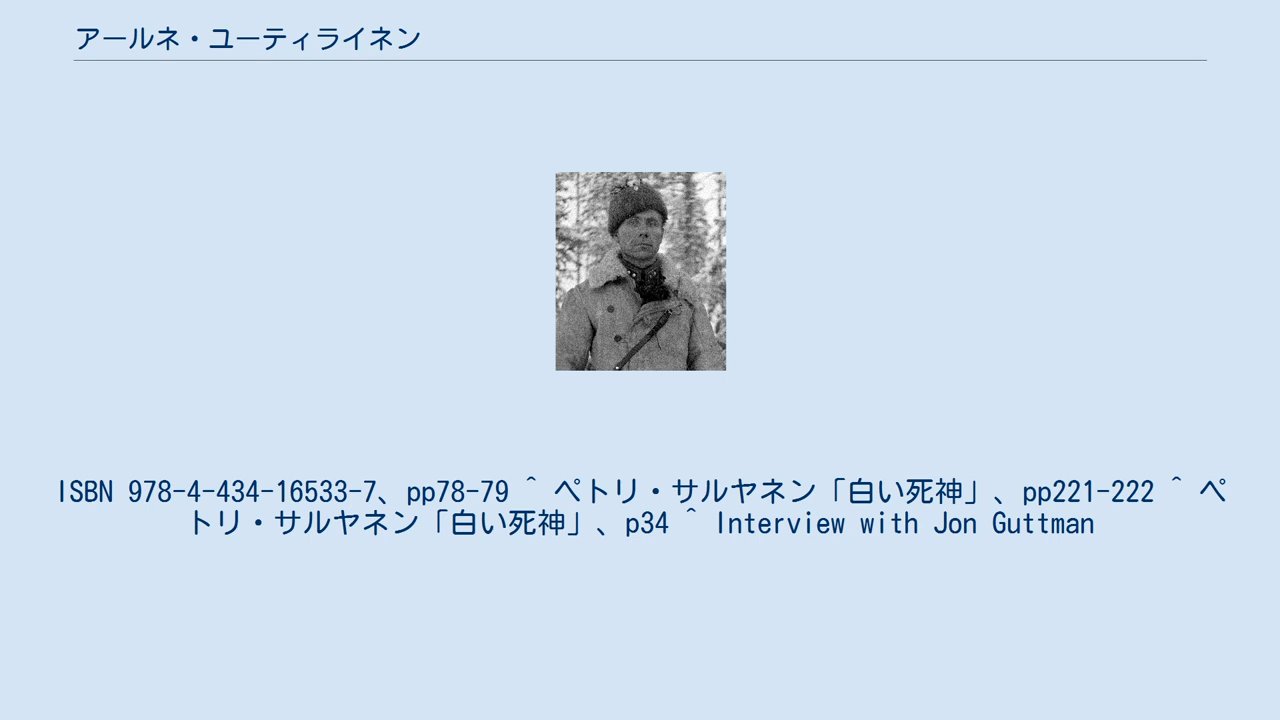 アールネ・ユーティライネン
ISBN 978-4-434-16533-7、pp78-79 ^ ペトリ・サルヤネン「白い死神」、pp221-222 ^ ペ
トリ・サルヤネン「白い死神」、p34 ^ Interview with Jon Guttman